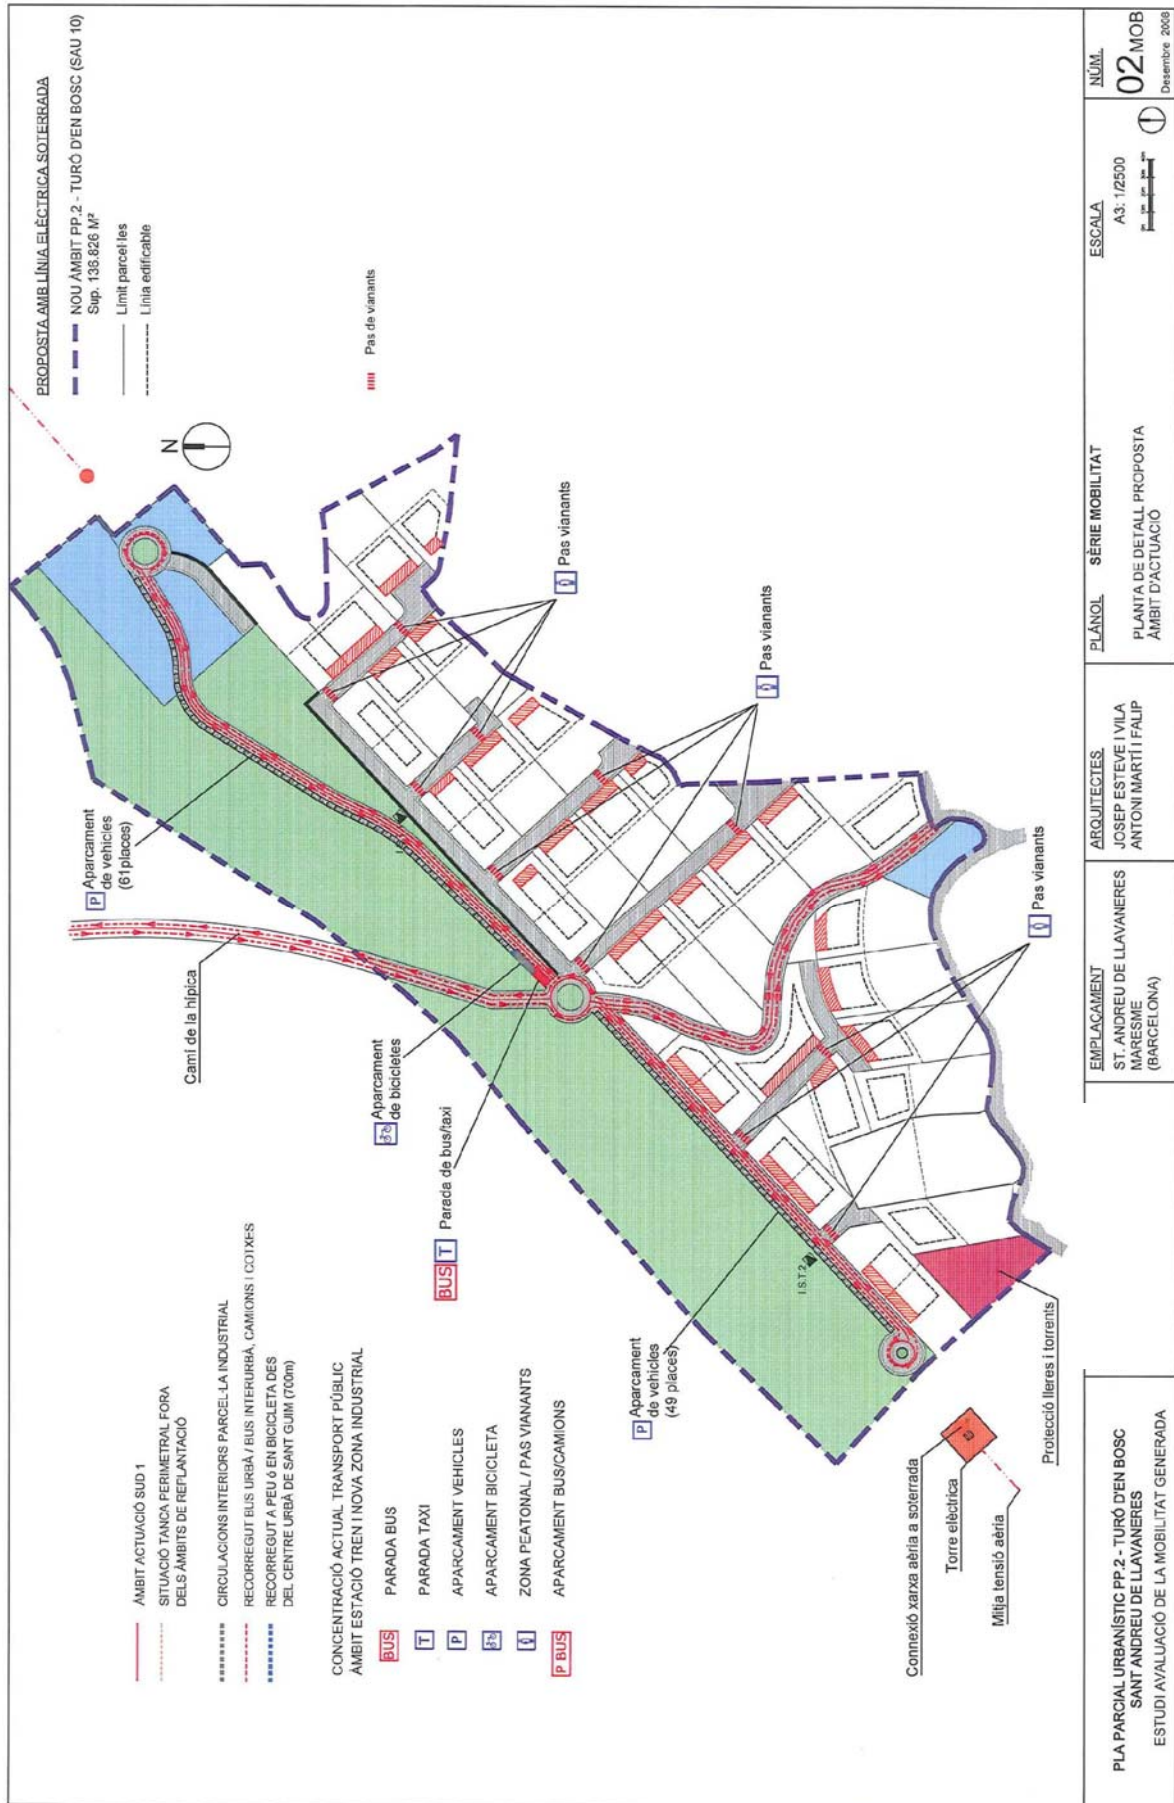 PROPOSTA AMB LÍNIA ELÈCTRICA SOTERRADA
NOU ÀMBIT PP.2 - TURÓ D'EN BOSC (SAU 10)
Sup. 136.826 M²
Límit parcel·les
Línia edificable
Pas de vianants
N
ÀMBIT ACTUACIÓ SUD 1
SITUACIÓ TANCA PERIMETRAL FORA
DELS ÀMBITS DE REPLANTACIÓ
CIRCULACIONS INTERIORS PARCEL·LA INDUSTRIAL
RECORREGUT BUS URBÀ / BUS INTERURBÀ, CAMIONS I COTXES
RECORREGUT A PEU ó EN BICICLETA DES
DEL CENTRE URBÀ DE SANT GUIM (700m)
CONCENTRACIÓ ACTUAL TRANSPORT PÚBLIC
ÀMBIT ESTACIÓ TREN I NOVA ZONA INDUSTRIAL
BUS PARADA BUS
T PARADA TAXI
P APARCAMENT VEHICLES
APARCAMENT BICICLETA
ZONA PEATONAL / PAS VIANANTS
P BUS APARCAMENT BUS/CAMIONS
P Aparcament
de vehicles
(61places)
Camí de la hípica
Aparcament
de bicicletes
BUS T Parada de bus/taxi
P Aparcament
de vehicles
(49 places)
Pas vianants
Pas vianants
Pas vianants
I.S.T 2
Connexió xarxa aèria a soterrada
Torre elèctrica
Mitja tensió aèria
Protecció lleres i torrents
PLA PARCIAL URBANÍSTIC PP.2 - TURÓ D'EN BOSC
SANT ANDREU DE LLAVANERES
ESTUDI AVALUACIÓ DE LA MOBILITAT GENERADA
EMPLAÇAMENT
ST. ANDREU DE LLAVANERES
MARESME
(BARCELONA)
ARQUITECTES
JOSEP ESTEVE I VILA
ANTONI MARTÍ I FALIP
PLÀNOL
SÈRIE MOBILITAT
PLANTA DE DETALL PROPOSTA
ÀMBIT D'ACTUACIÓ
ESCALA
A3: 1/2500
NÚM.
02MOB
Desembre 2008